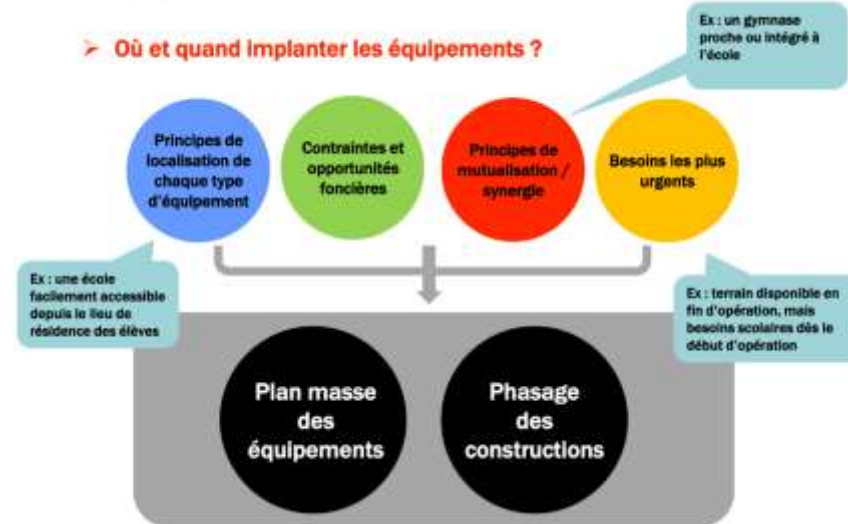 Ex : un gymnase
proche ou intégré à
l'école
➢ Où et quand implanter les équipements ?
Principes de
localisation de
chaque type
d'équipement
Contraintes et
opportunités
foncières
Principes de
mutualisation /
synergie
Besoins les plus
urgents
Ex : une école
facilement accessible
depuis le lieu de
résidence des élèves
Ex : terrain disponible en
fin d'opération, mais
besoins scolaires dès le
début d'opération
Plan masse
des
équipements
Phasage
des
constructions